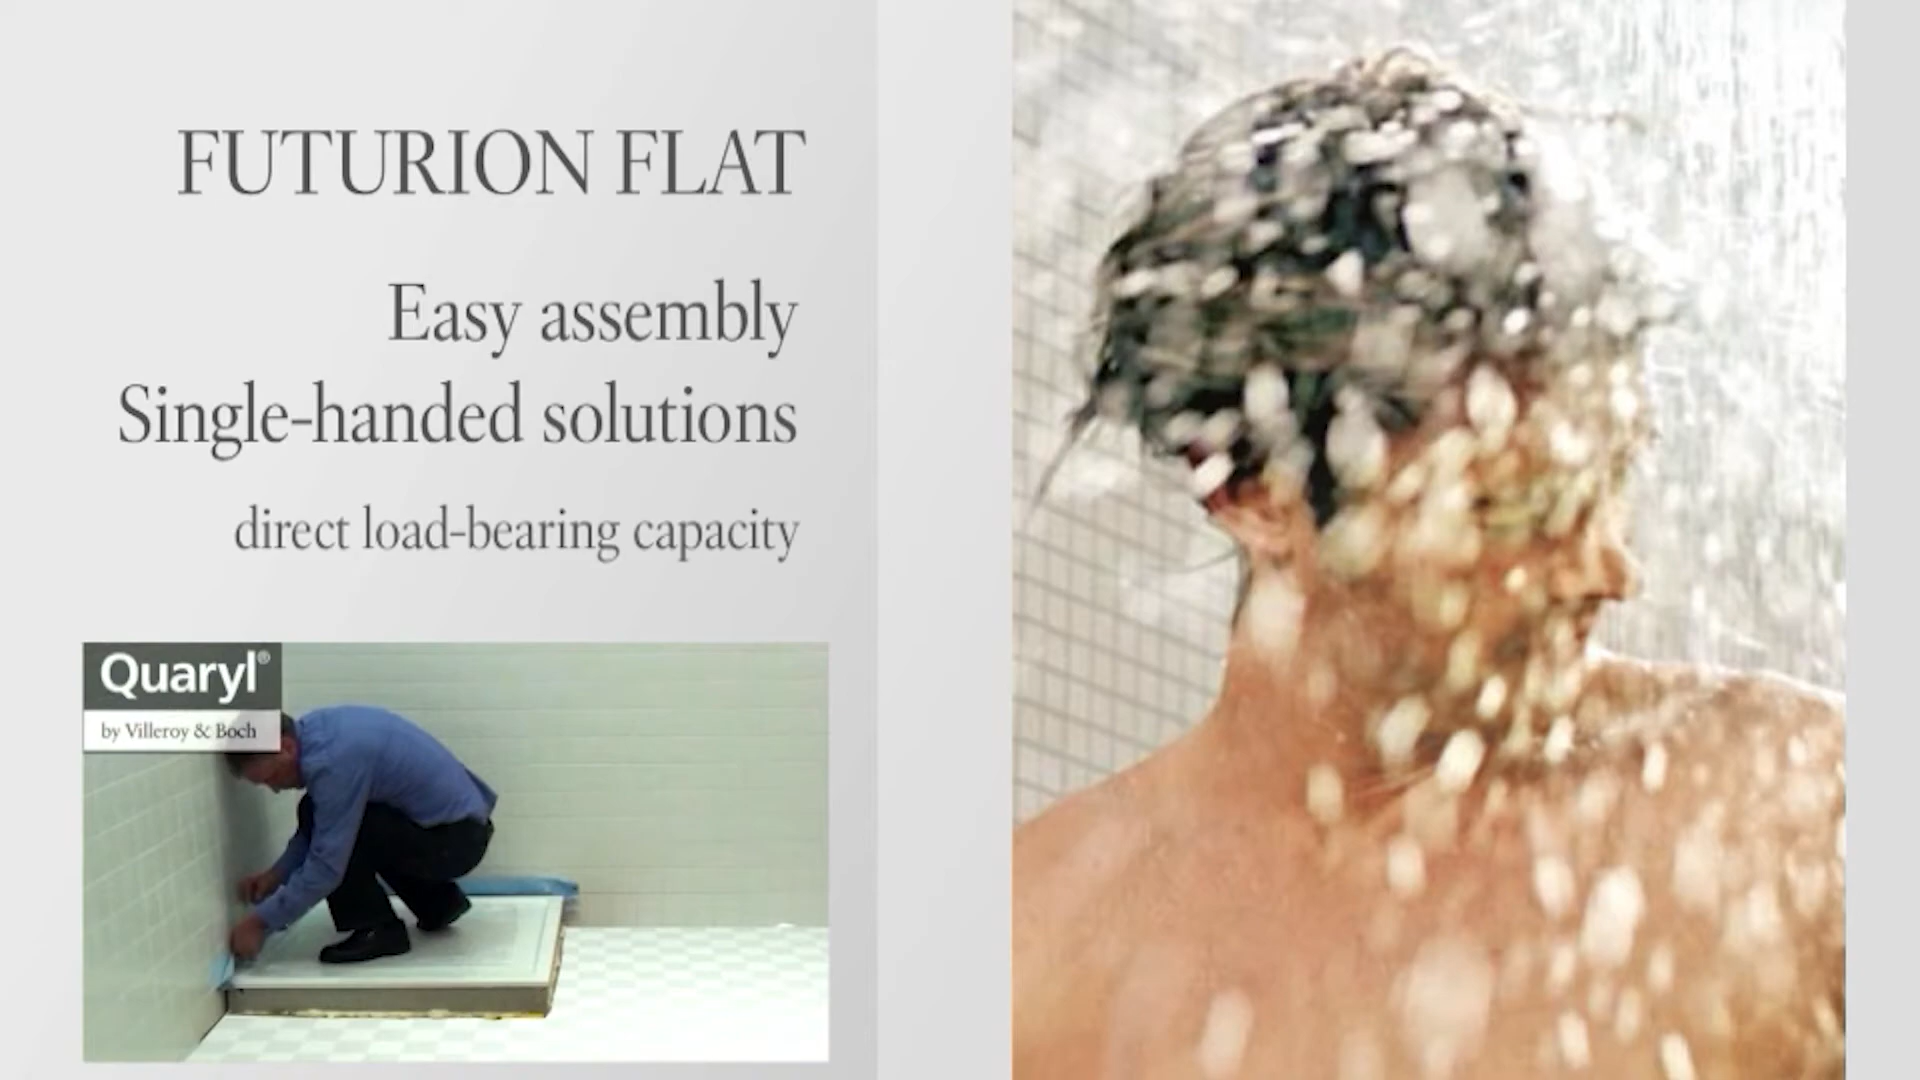 FUTURION FLAT
Easy assembly
Single-handed solutions
direct load-bearing capacity
Quaryl®
by Villeroy & Boch